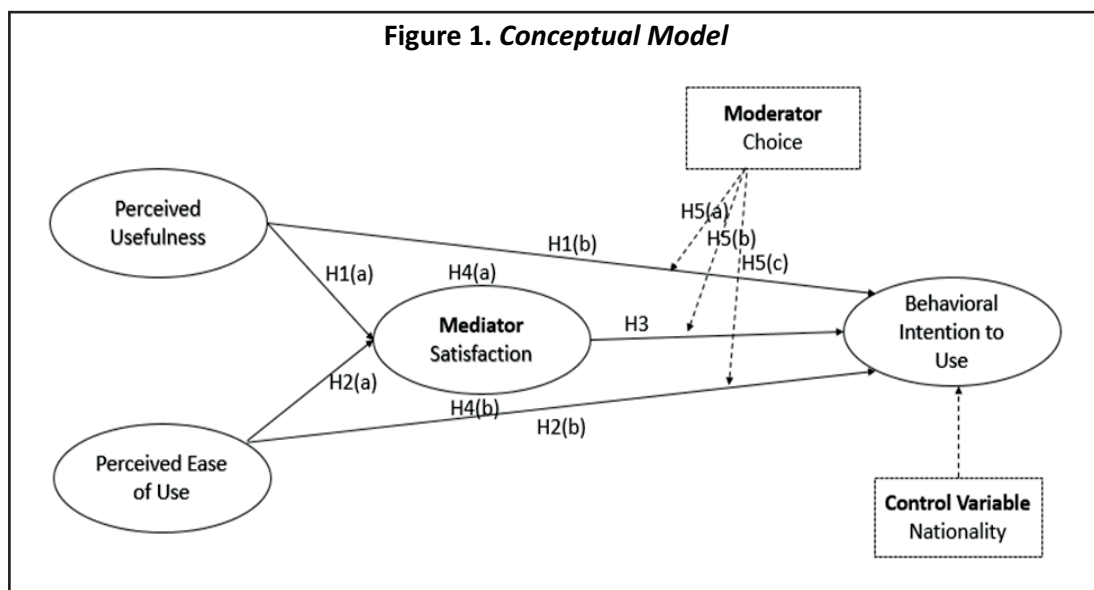 Figure 1. Conceptual Model
Moderator
Choice
Perceived
Usefulness
H5(a)
H5(b)
H5(c)
H1(b)
H1(a)
H4(a)
Mediator
Satisfaction
H3
Behavioral
Intention to
Use
H2(a)
H4(b)
H2(b)
Perceived Ease
of Use
Control Variable
Nationality